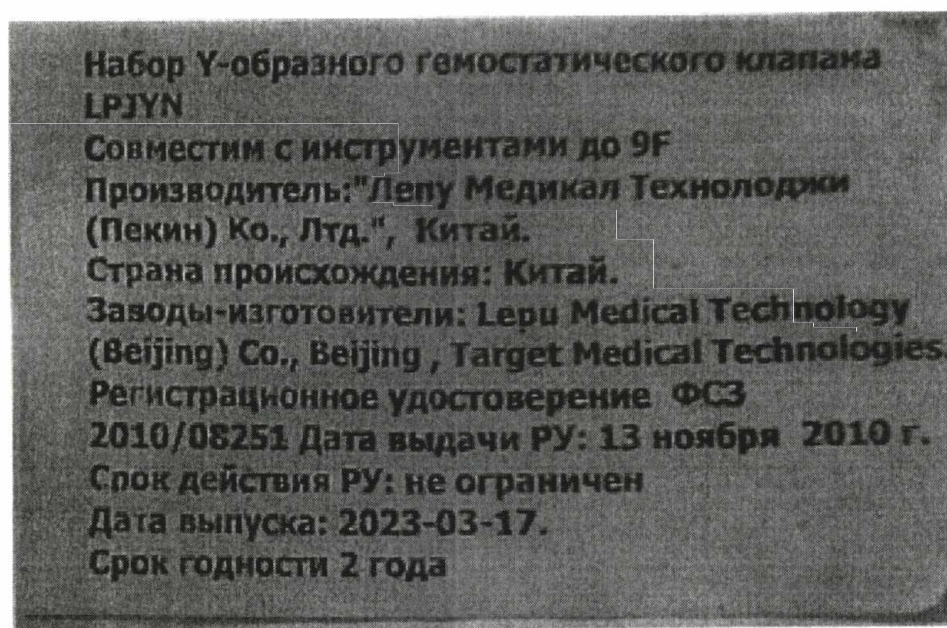 Набор Y-образного гемостатического клапана
LPJYN
Совместим с инструментами до 9F
Производитель:"Лепу Медикал Технолоджи
(Пекин) Ко., Лтд.", Китай.
Страна происхождения: Китай.
Заводы-изготовители: Lepu Medical Technology
(Beijing) Co., Beijing , Target Medical Technologies
Регистрационное удостоверение ФСЗ
2010/08251 Дата выдачи РУ: 13 ноября 2010 г.
Срок действия РУ: не ограничен
Дата выпуска: 2023-03-17.
Срок годности 2 года